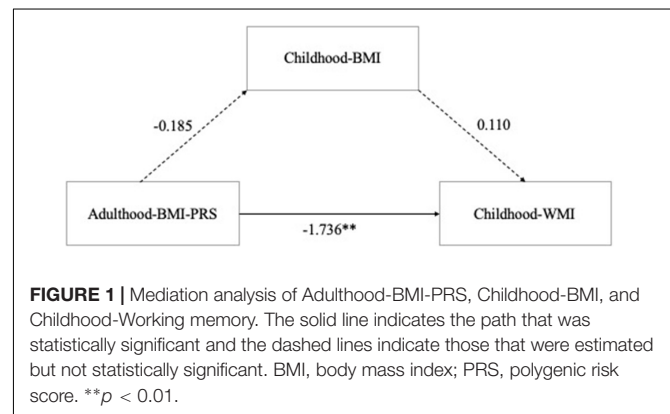 Childhood-BMI
-0.185
0.110
Adulthood-BMI-PRS
Childhood-WMI
-1.736**
FIGURE 1 | Mediation analysis of Adulthood-BMI-PRS, Childhood-BMI, and
Childhood-Working memory. The solid line indicates the path that was
statistically significant and the dashed lines indicate those that were estimated
but not statistically significant. BMI, body mass index; PRS, polygenic risk
score. **p < 0.01.